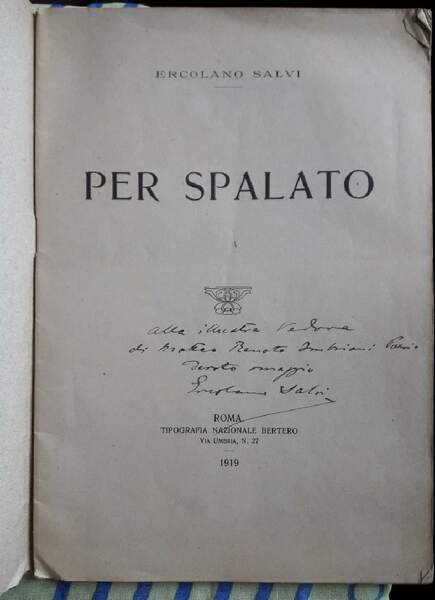 ERCOLANO SALVI
PER SPALATO
Alla illustre Vedova
di Matteo Renato Imbriani Poerio
devoto omaggio
Ercolano Salvi
ROMA
TIPOGRAFIA NAZIONALE BERTERO
VIA UMBRIA, N. 27
1919